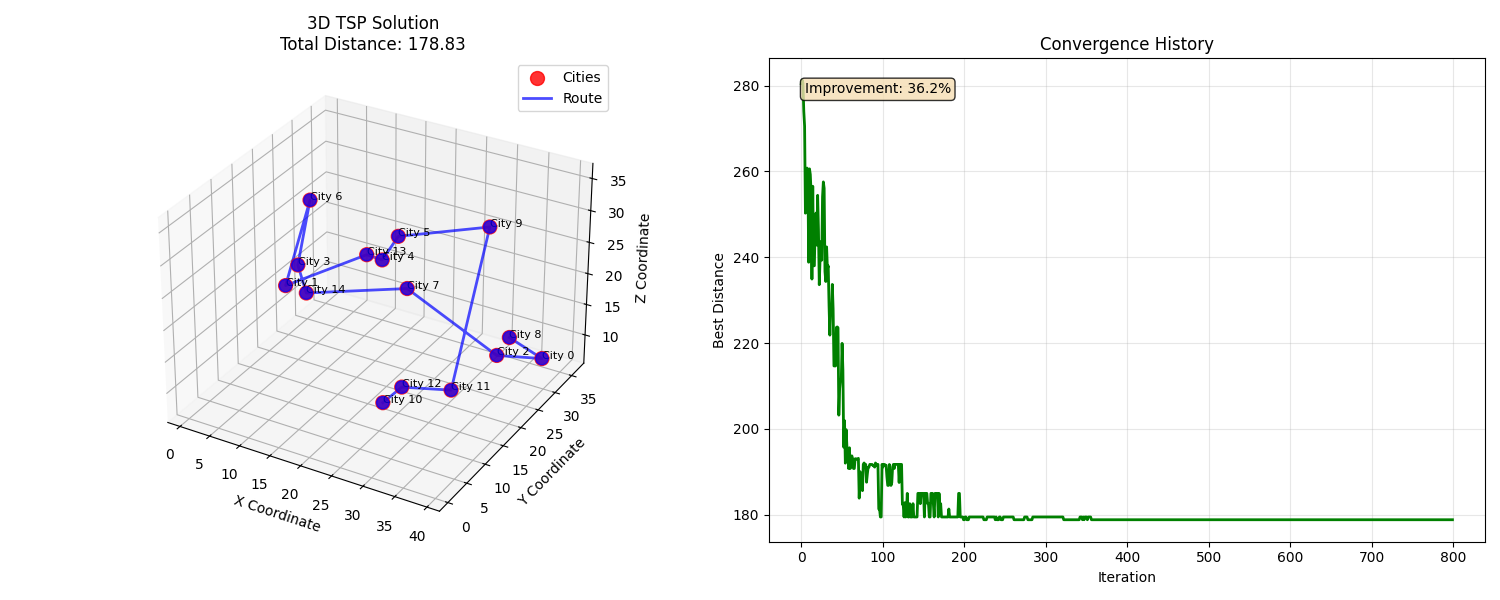 3D TSP Solution
Total Distance: 178.83
Cities
Route
City 6
City 9
City 5
City 13
City 4
City 3
City 1
City 14
City 7
City 8
City 2
City 0
City 12
City 11
City 10
35
30
25
20
15
10
Z Coordinate
0
5
10
15
20
25
30
35
40
X Coordinate
0
5
10
15
20
25
30
35
Y Coordinate
Convergence History
Improvement: 36.2%
280
260
240
220
200
180
Best Distance
0
100
200
300
400
500
600
700
800
Iteration